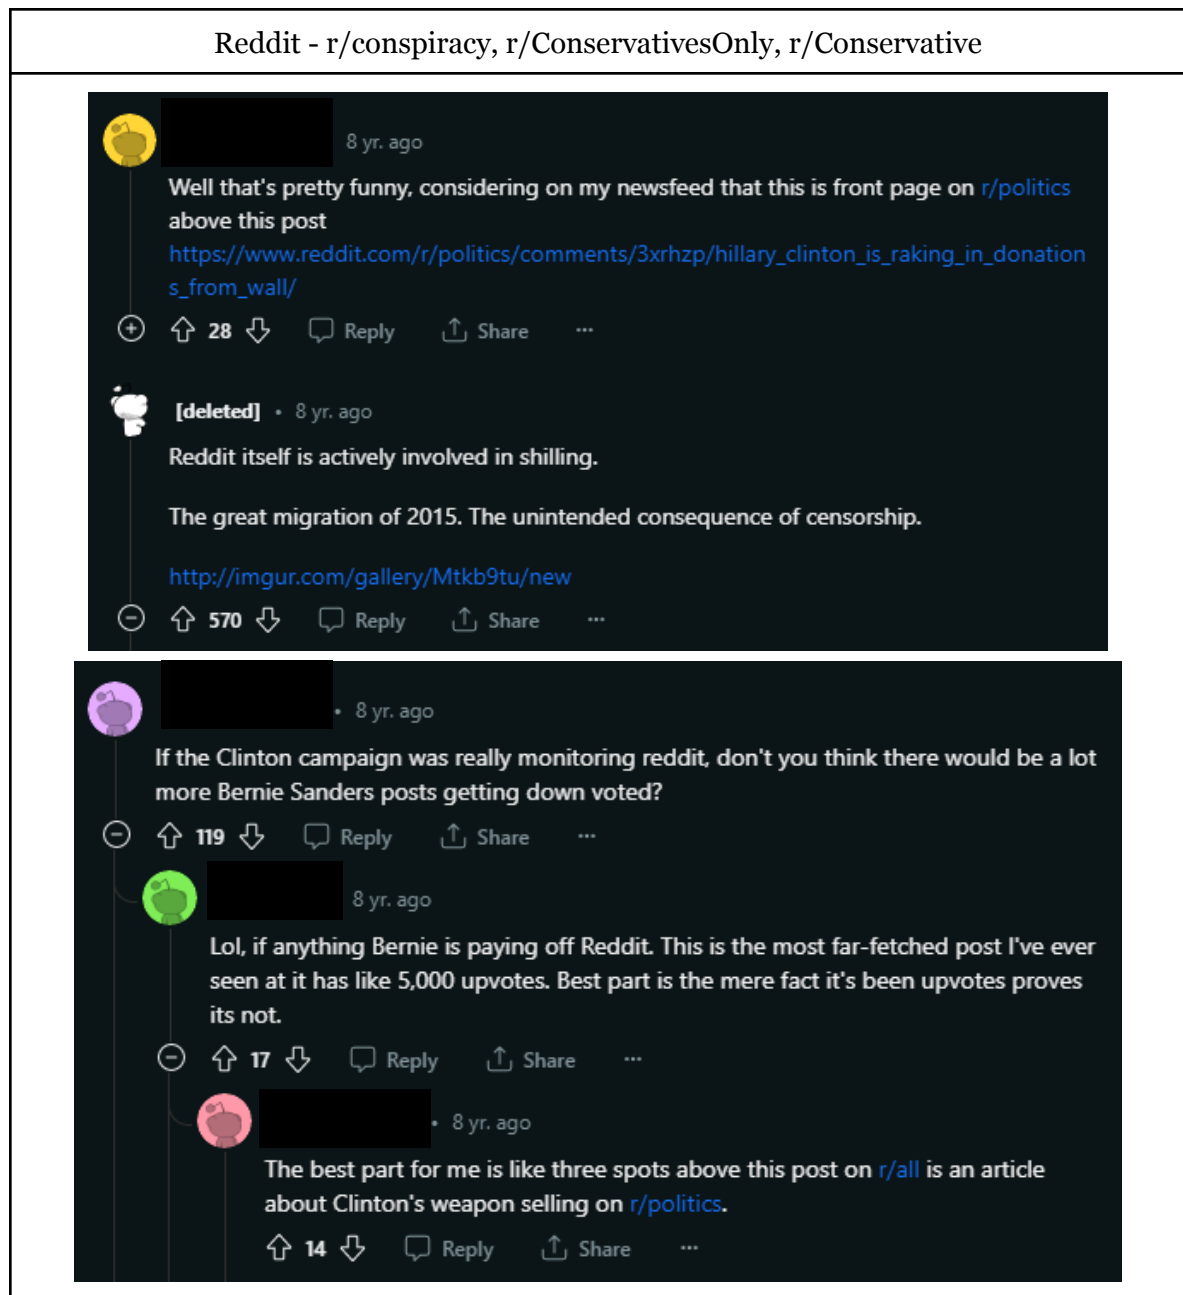 Reddit - r/conspiracy, r/ConservativesOnly, r/Conservative
8 yr. ago
Well that's pretty funny, considering on my newsfeed that this is front page on r/politics
above this post
https://www.reddit.com/r/politics/comments/3xrhzp/hillary_clinton_is_raking_in_donation
s_from_wall/
28 Reply Share ···
[deleted] • 8 yr. ago
Reddit itself is actively involved in shilling.
The great migration of 2015. The unintended consequence of censorship.
http://imgur.com/gallery/Mtkb9tu/new
570 Reply Share ···
• 8 yr. ago
If the Clinton campaign was really monitoring reddit, don't you think there would be a lot
more Bernie Sanders posts getting down voted?
119 Reply Share ···
8 yr. ago
Lol, if anything Bernie is paying off Reddit. This is the most far-fetched post I've ever
seen at it has like 5,000 upvotes. Best part is the mere fact it's been upvotes proves
its not.
17 Reply Share ···
• 8 yr. ago
The best part for me is like three spots above this post on r/all is an article
about Clinton's weapon selling on r/politics.
14 Reply Share ···